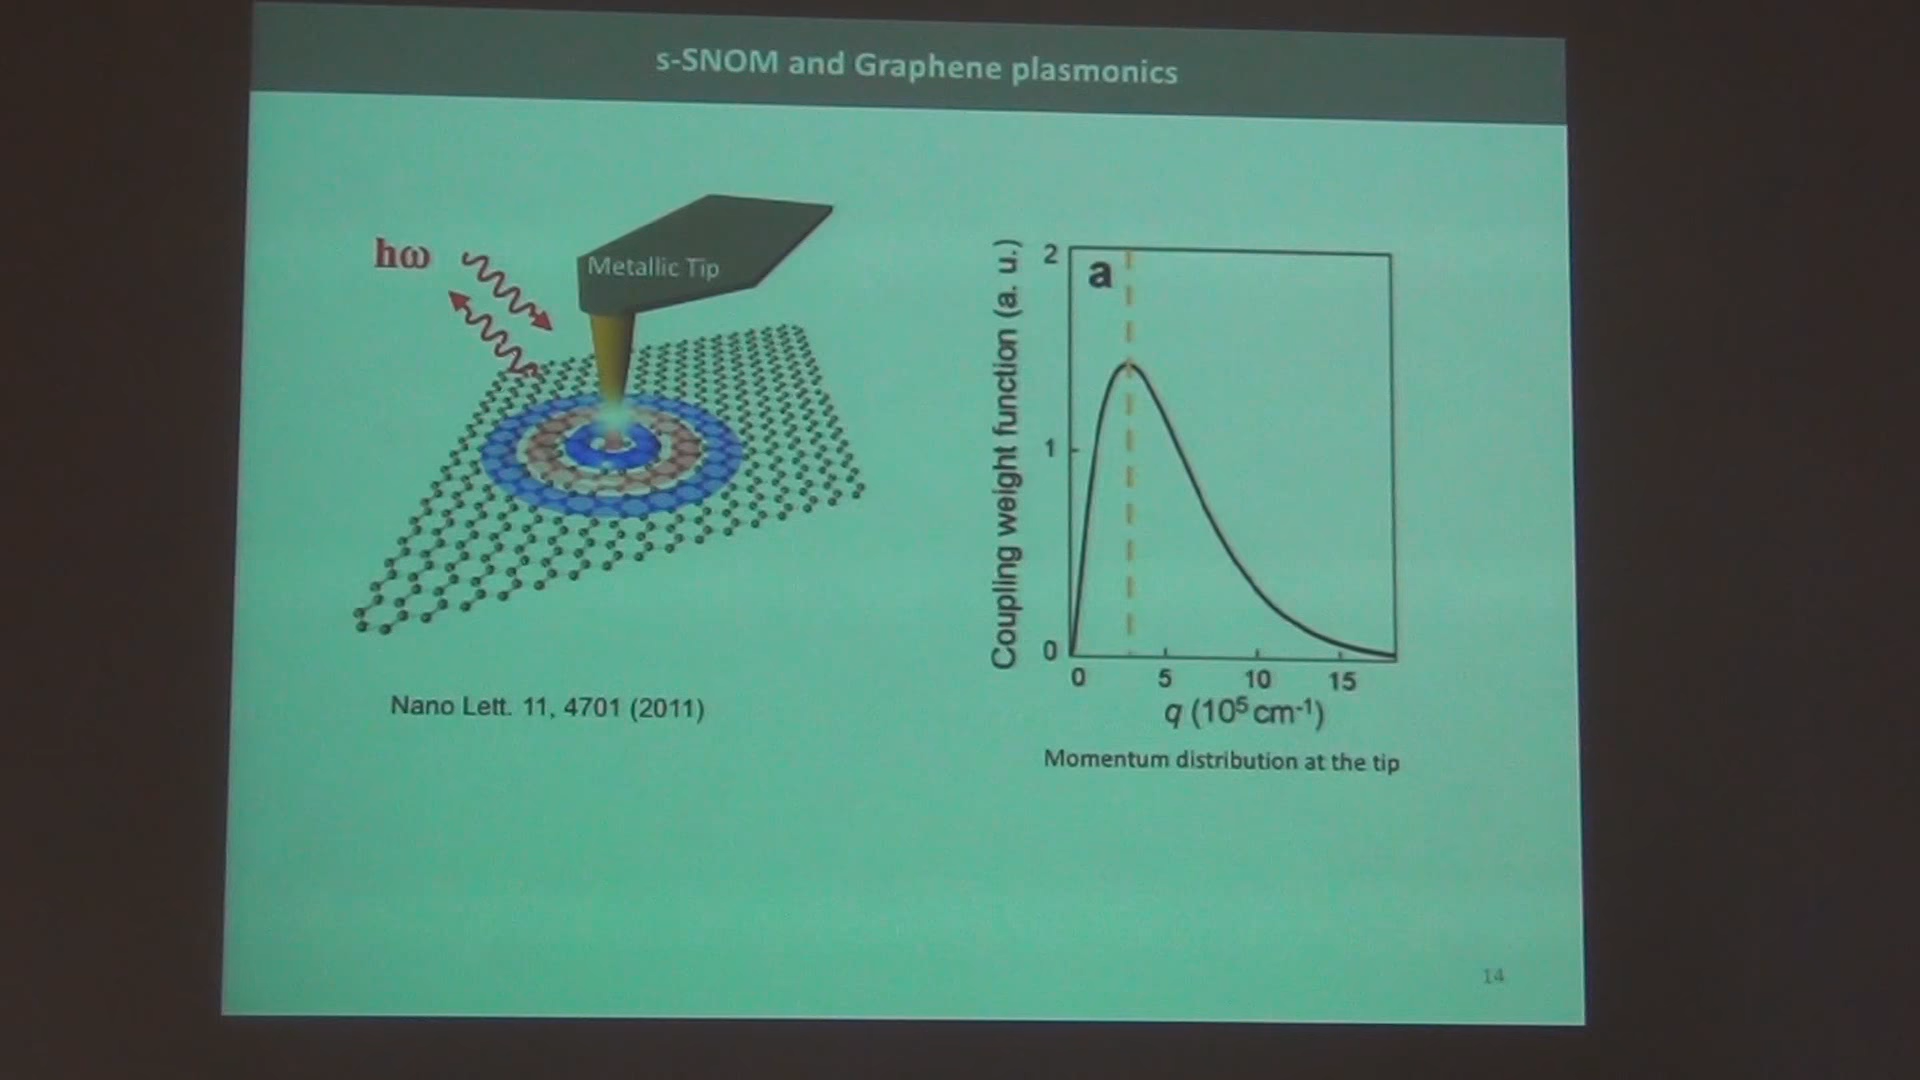 s-SNOM and Graphene plasmonics
hω
Metallic Tip
Nano Lett. 11, 4701 (2011)
a
Coupling weight function (a. u.)
2
1
0
0 5 10 15
q (10⁵ cm⁻¹)
Momentum distribution at the tip
14